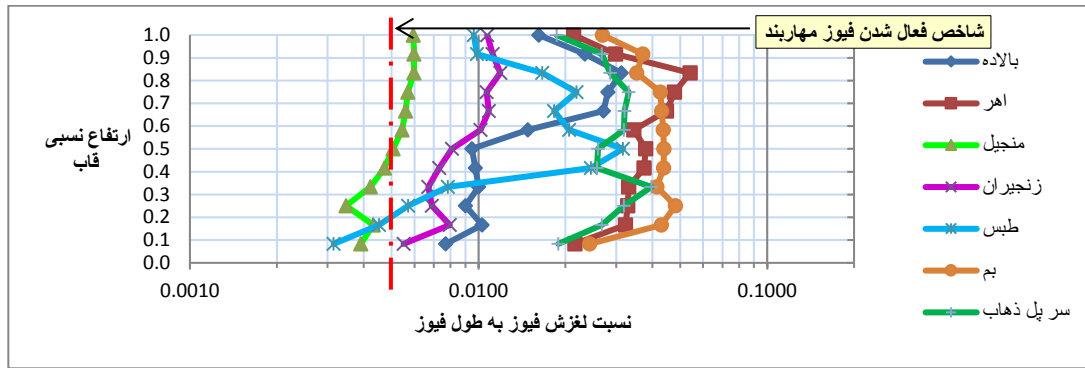 شاخص فعال شدن فیوز مهاربند
1.0
0.9
0.8
0.7
0.6
0.5
0.4
0.3
0.2
0.1
0.0
ارتفاع نسبی
قاب
0.0010
0.0100
0.1000
نسبت لغزش فیوز به طول فیوز
بالاده
اهر
منجیل
زنجیران
طبس
بم
سر پل ذهاب